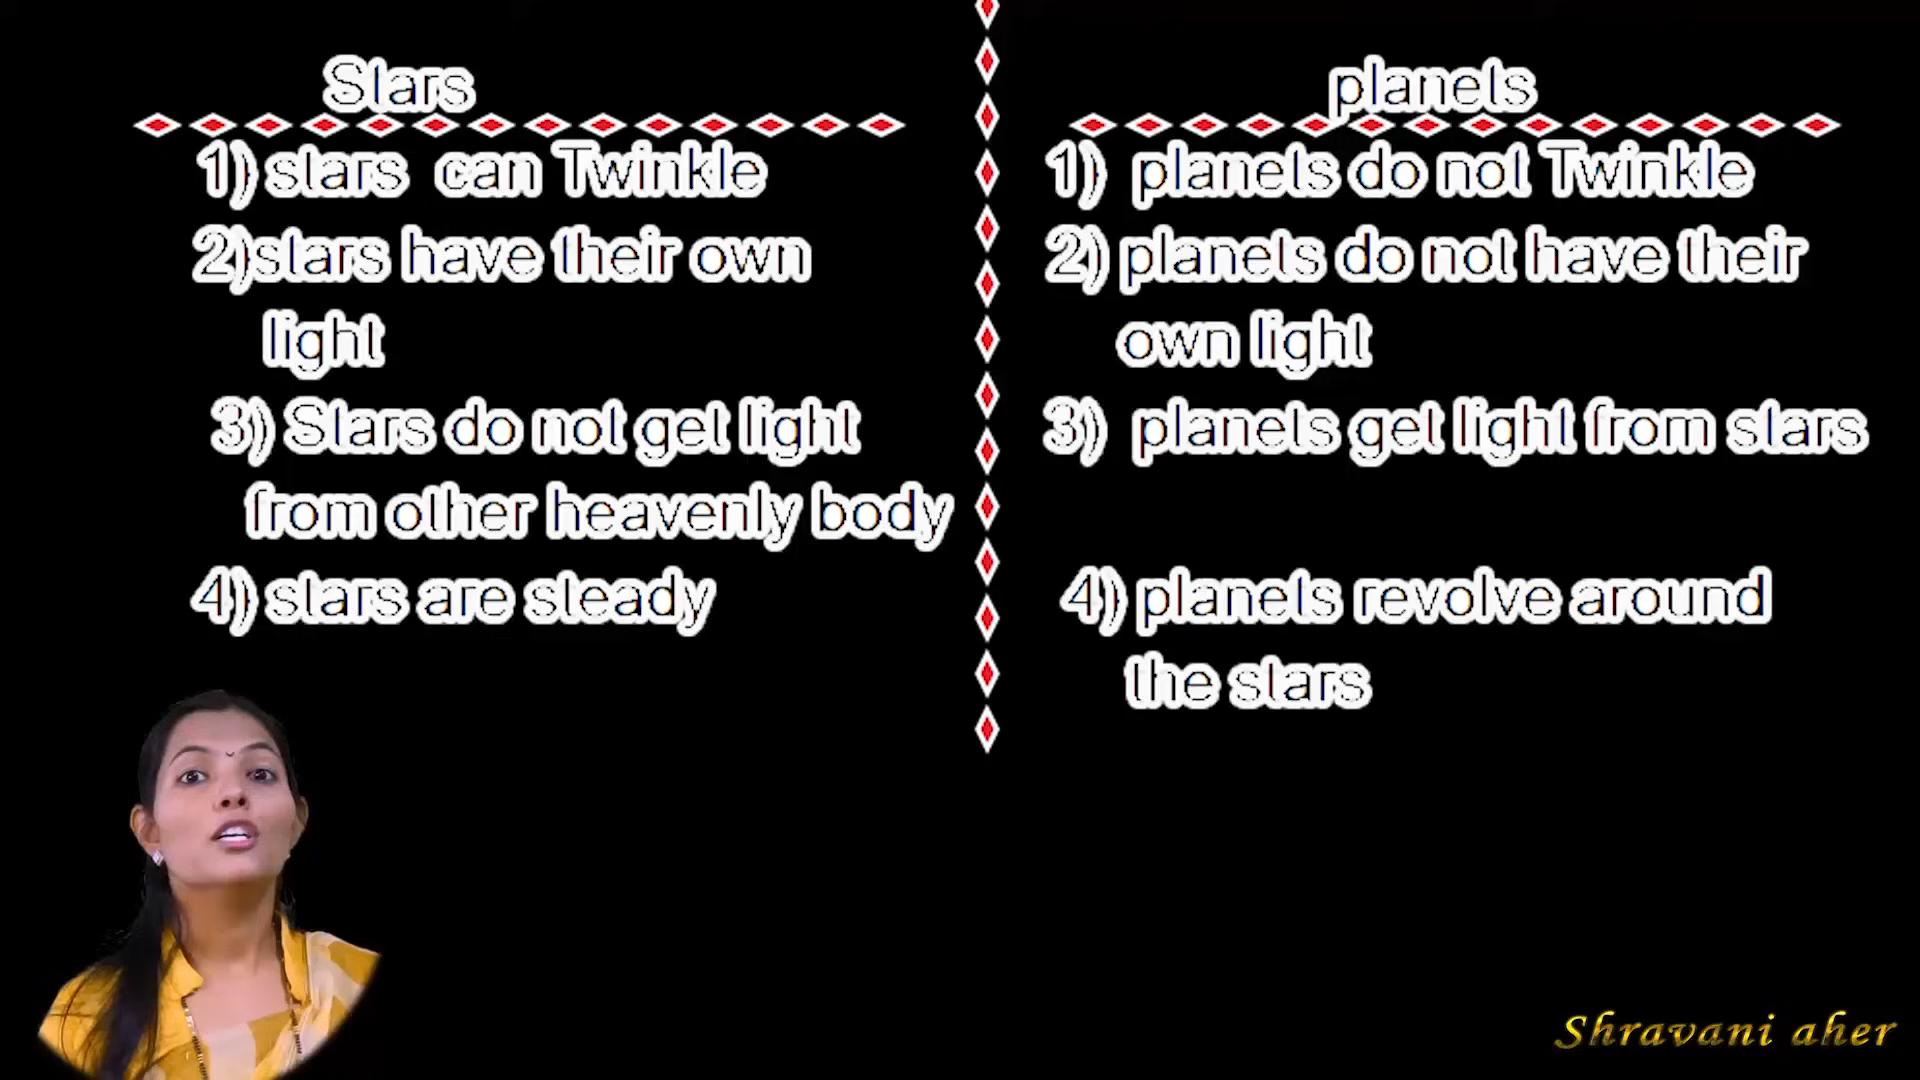 Stars
1) stars can Twinkle
2)stars have their own
light
3) Stars do not get light
from other heavenly body
4) stars are steady
planets
1) planets do not Twinkle
2) planets do not have their
own light
3) planets get light from stars
4) planets revolve around
the stars
Shravani aher